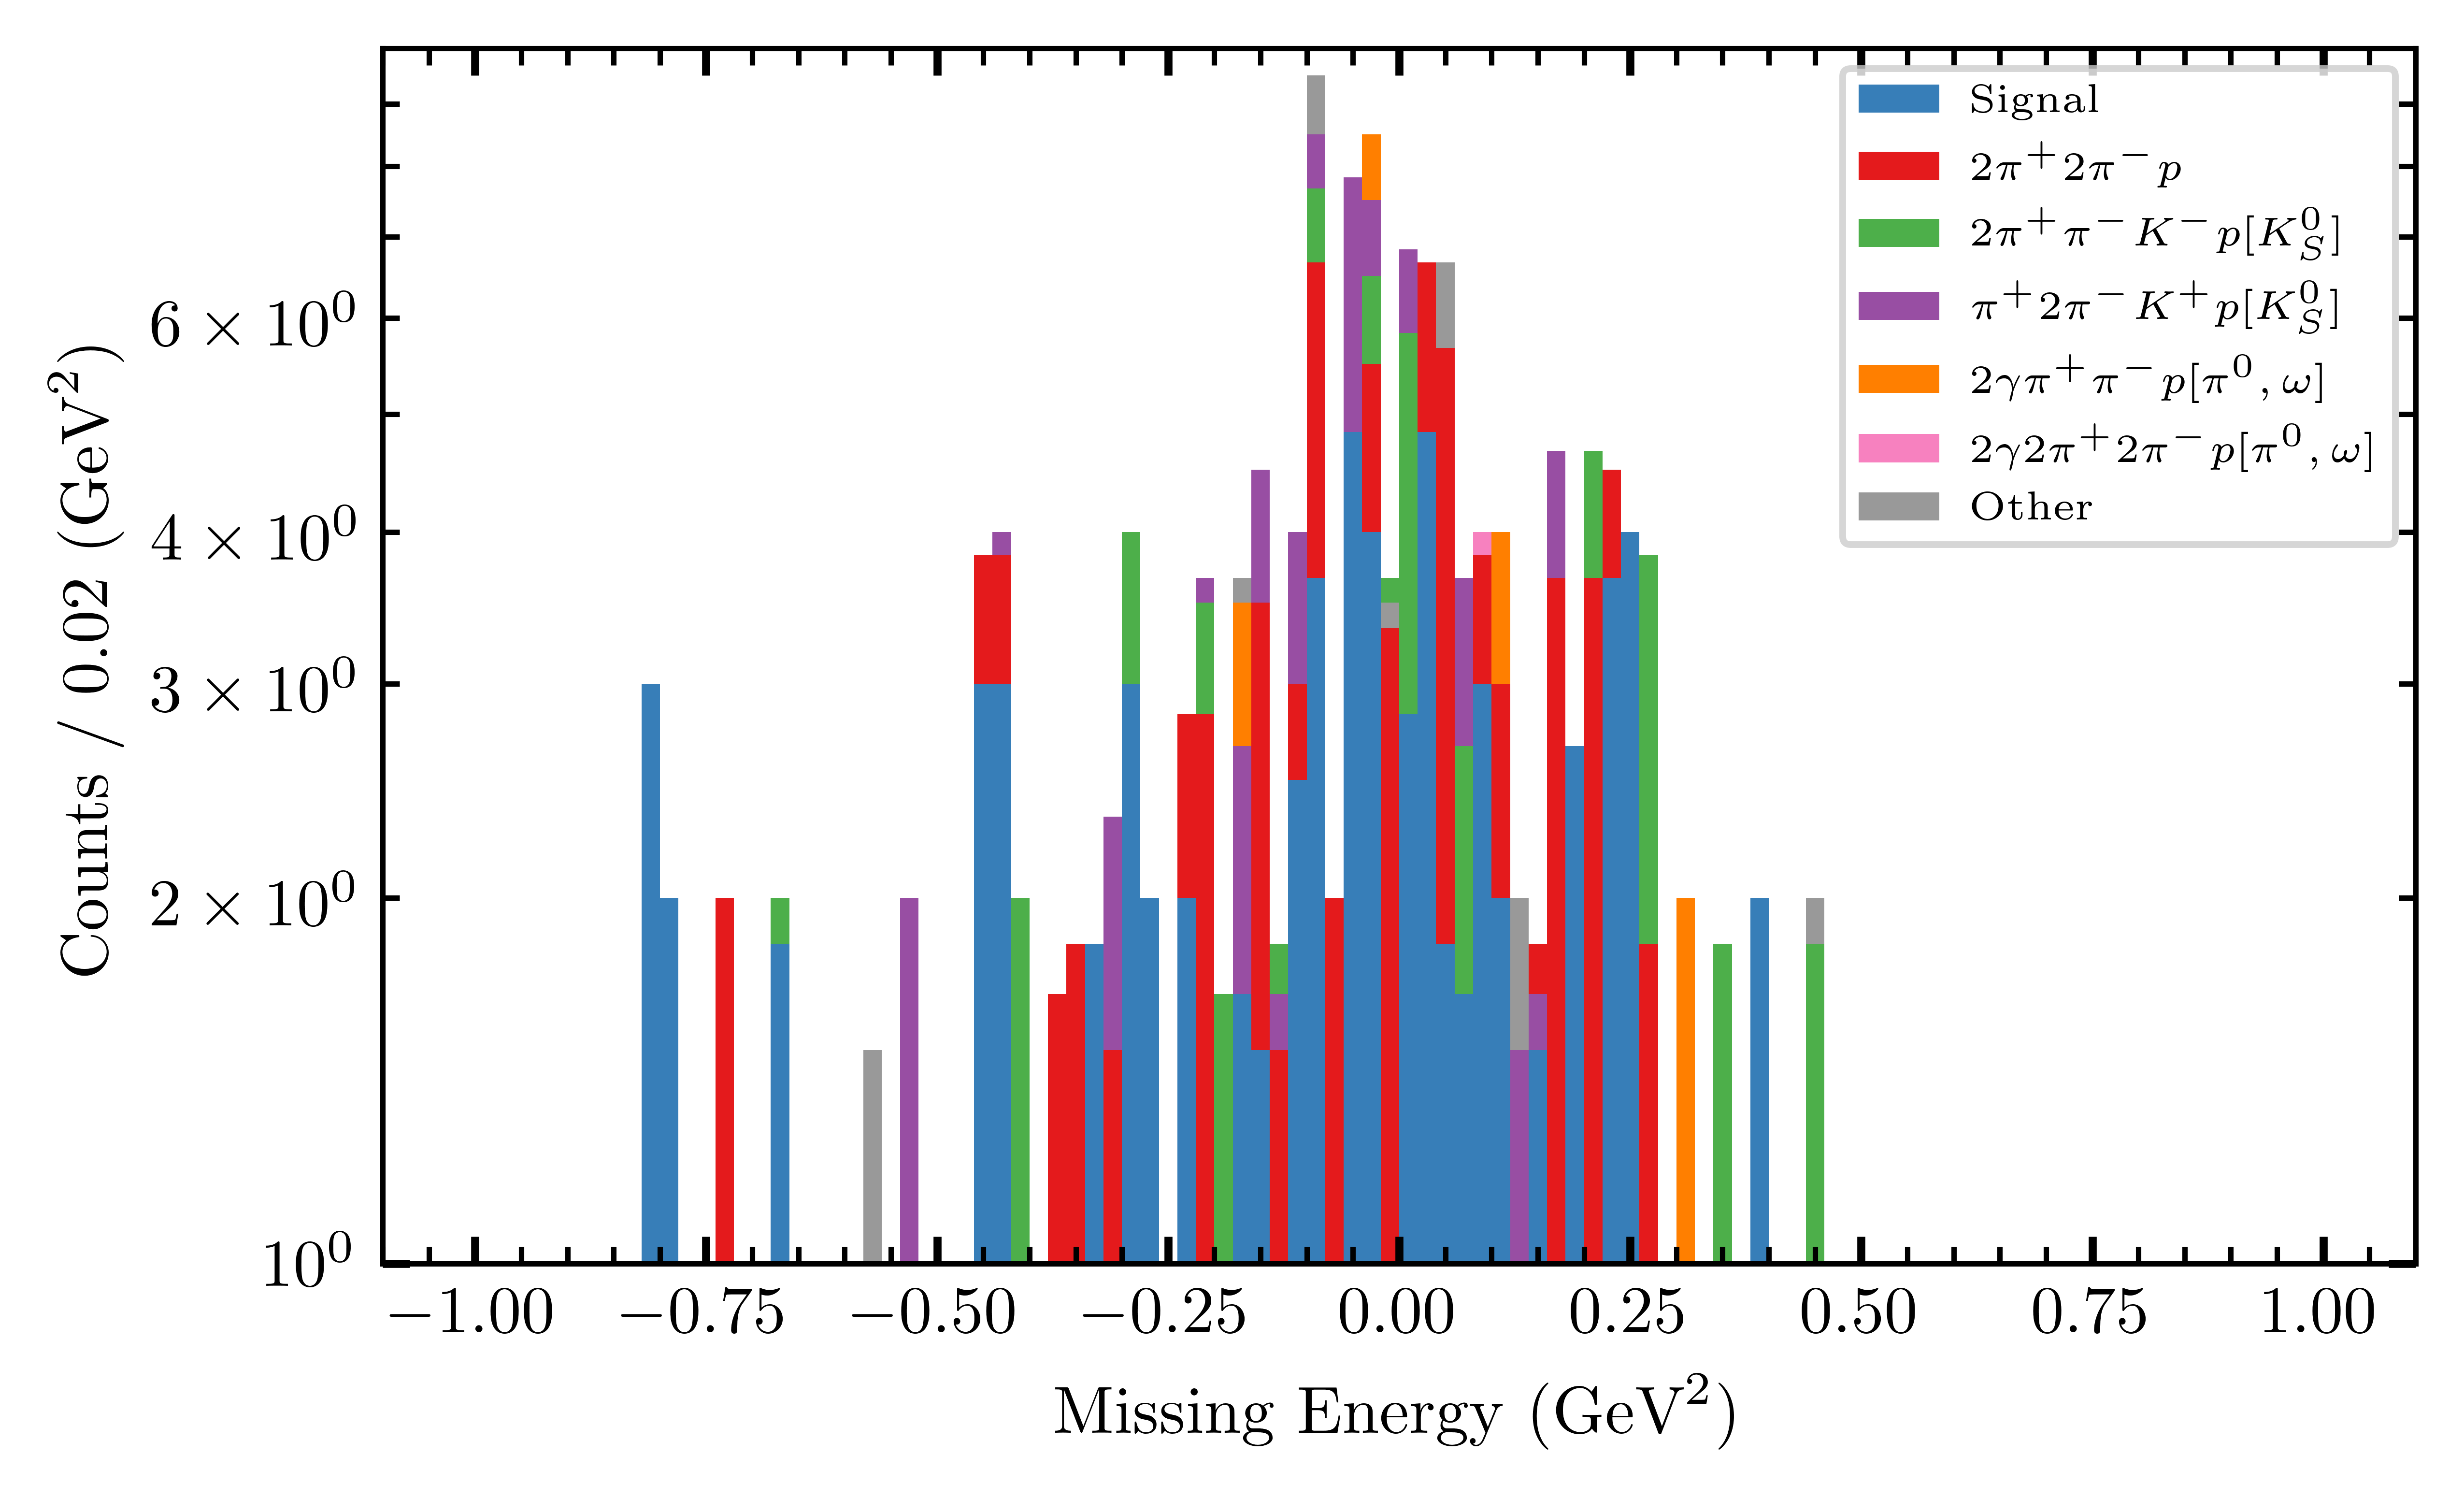 Counts / 0.02 (GeV²)
6 × 10⁰
4 × 10⁰
3 × 10⁰
2 × 10⁰
10⁰
Signal
2π⁺2π⁻p
2π⁺π⁻K⁻p[K⁰_S]
π⁺2π⁻K⁺p[K⁰_S]
2γπ⁺π⁻p[π⁰, ω]
2γ2π⁺2π⁻p[π⁰, ω]
Other
−1.00 −0.75 −0.50 −0.25 0.00 0.25 0.50 0.75 1.00
Missing Energy (GeV²)